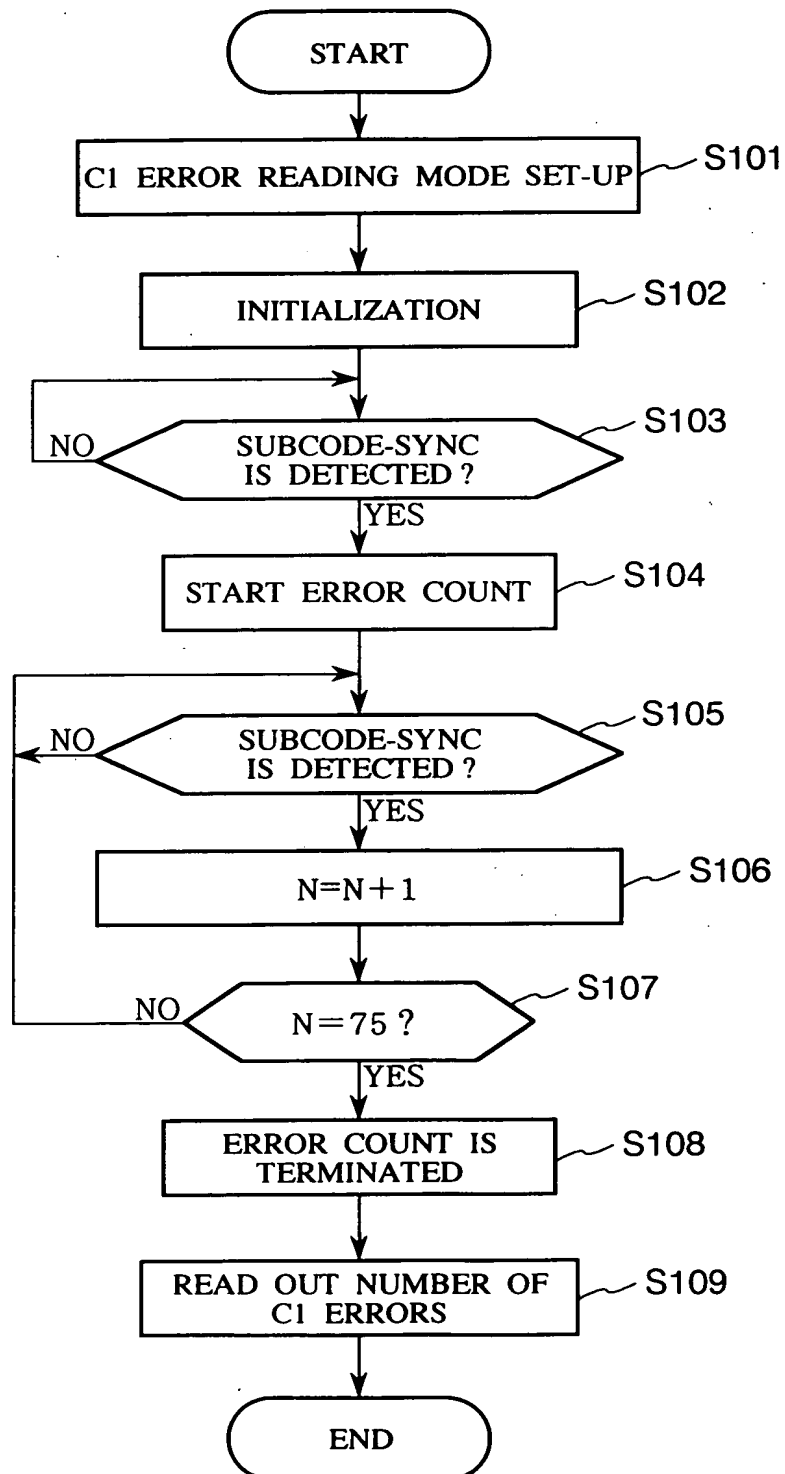 START
C1 ERROR READING MODE SET-UP
S101
INITIALIZATION
S102
SUBCODE-SYNC
IS DETECTED?
S103
NO
YES
START ERROR COUNT
S104
SUBCODE-SYNC
IS DETECTED?
S105
NO
YES
N=N+1
S106
N=75?
S107
NO
YES
ERROR COUNT IS
TERMINATED
S108
READ OUT NUMBER OF
C1 ERRORS
S109
END